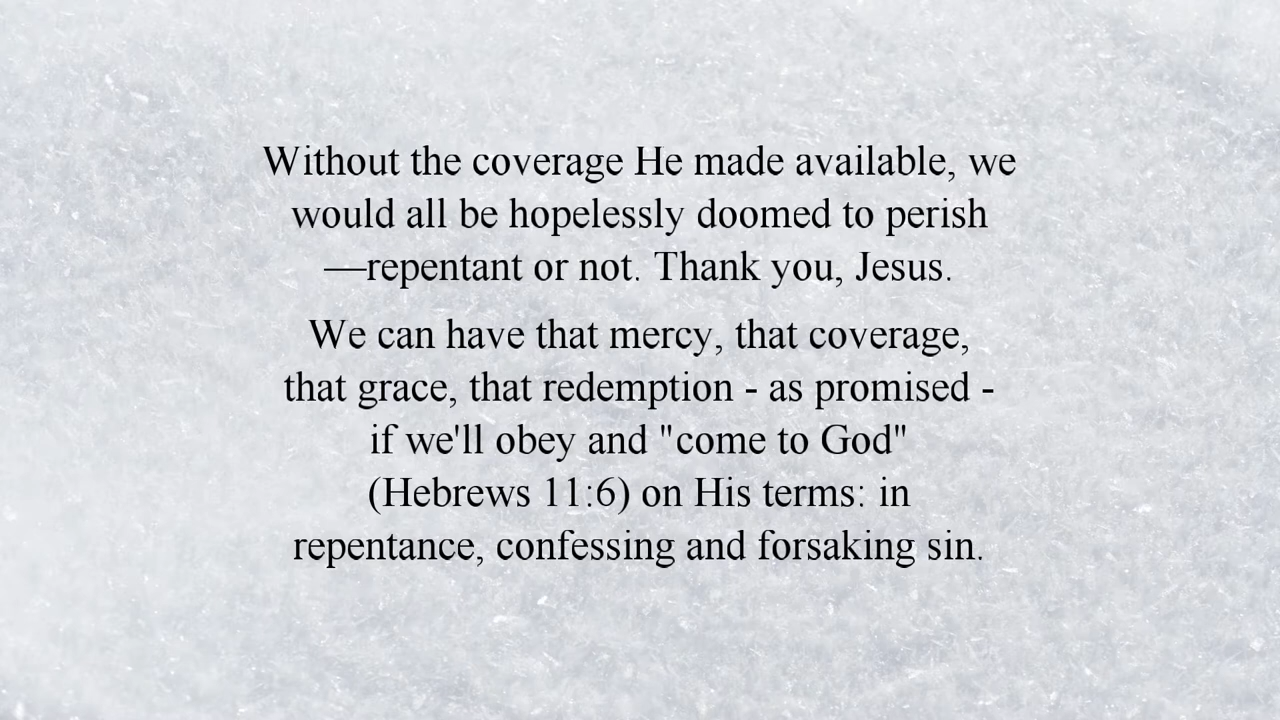 Without the coverage He made available, we
would all be hopelessly doomed to perish
—repentant or not. Thank you, Jesus.
We can have that mercy, that coverage,
that grace, that redemption - as promised -
if we'll obey and "come to God"
(Hebrews 11:6) on His terms: in
repentance, confessing and forsaking sin.